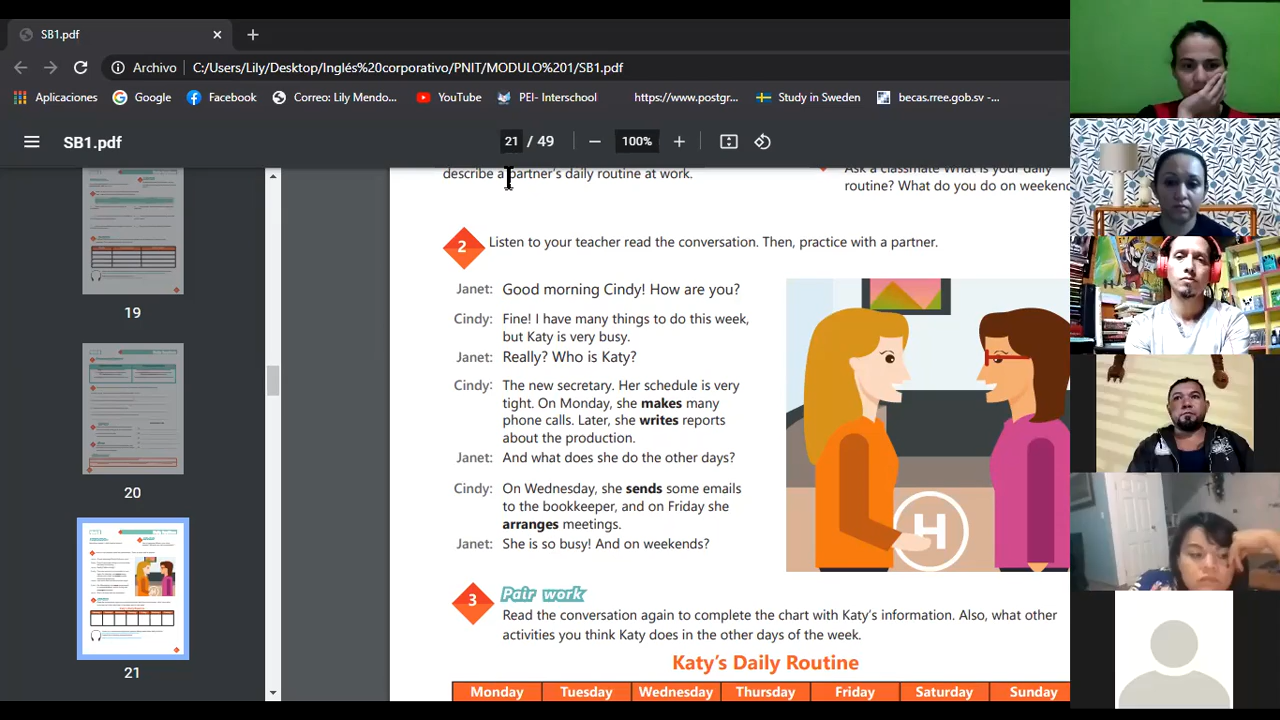 SB1.pdf
Archivo C:/Users/Lily/Desktop/Inglés%20corporativo/PNIT/MODULO%201/SB1.pdf
Aplicaciones Google Facebook Correo: Lily Mendo... YouTube PEI- Interschool https://www.postgr... Study in Sweden becas.rree.gob.sv -...
SB1.pdf 21 / 49 100%
describe a partner's daily routine at work.
Ask a classmate What is your daily
routine? What do you do on weekend
2 Listen to your teacher read the conversation. Then, practice with a partner.
Janet: Good morning Cindy! How are you?
Cindy: Fine! I have many things to do this week,
but Katy is very busy.
Janet: Really? Who is Katy?
Cindy: The new secretary. Her schedule is very
tight. On Monday, she makes many
phone calls. Later, she writes reports
about the production.
Janet: And what does she do the other days?
Cindy: On Wednesday, she sends some emails
to the bookkeeper, and on Friday she
arranges meetings.
Janet: She is so busy! And on weekends?
H
3 Pair work
Read the conversation again to complete the chart with Katy's information. Also, what other
activities you think Katy does in the other days of the week.
Katy's Daily Routine
Monday Tuesday Wednesday Thursday Friday Saturday Sunday
19
20
21